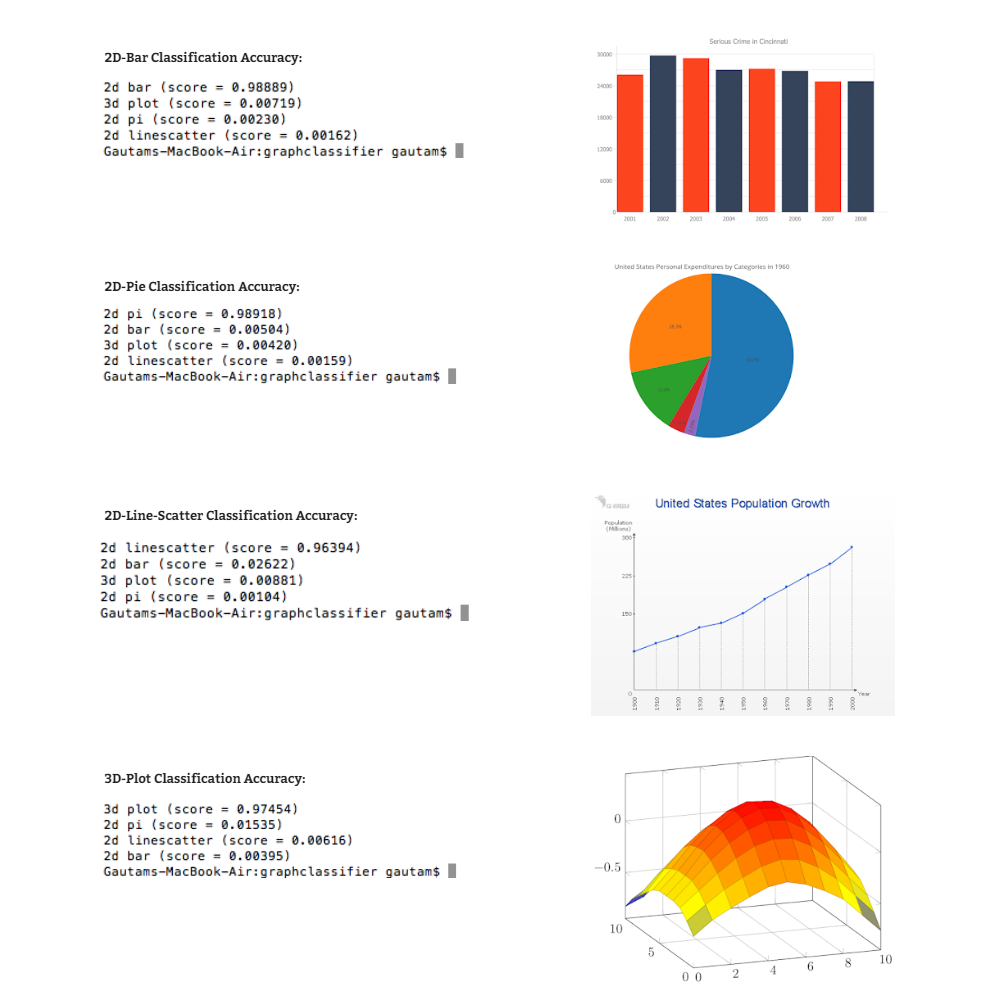 2D-Bar Classification Accuracy:
2d bar (score = 0.98889)
3d plot (score = 0.00719)
2d pi (score = 0.00230)
2d linescatter (score = 0.00162)
Gautams-MacBook-Air:graphclassifier gautam$
Serious Crime in Cincinnati
30000
24000
18000
12000
6000
0
2001 2002 2003 2004 2005 2006 2007 2008
2D-Pie Classification Accuracy:
2d pi (score = 0.98918)
2d bar (score = 0.00504)
3d plot (score = 0.00420)
2d linescatter (score = 0.00159)
Gautams-MacBook-Air:graphclassifier gautam$
United States Personal Expenditures by Categories in 1960
2D-Line-Scatter Classification Accuracy:
2d linescatter (score = 0.96394)
2d bar (score = 0.02622)
3d plot (score = 0.00881)
2d pi (score = 0.00104)
Gautams-MacBook-Air:graphclassifier gautam$
United States Population Growth
Population
(Millions)
300
225
150
0
Year
1900 1910 1920 1930 1940 1950 1960 1970 1980 1990 2000
3D-Plot Classification Accuracy:
3d plot (score = 0.97454)
2d pi (score = 0.01535)
2d linescatter (score = 0.00616)
2d bar (score = 0.00395)
Gautams-MacBook-Air:graphclassifier gautam$
0
−0.5
10
5
0 0 2 4 6 8 10